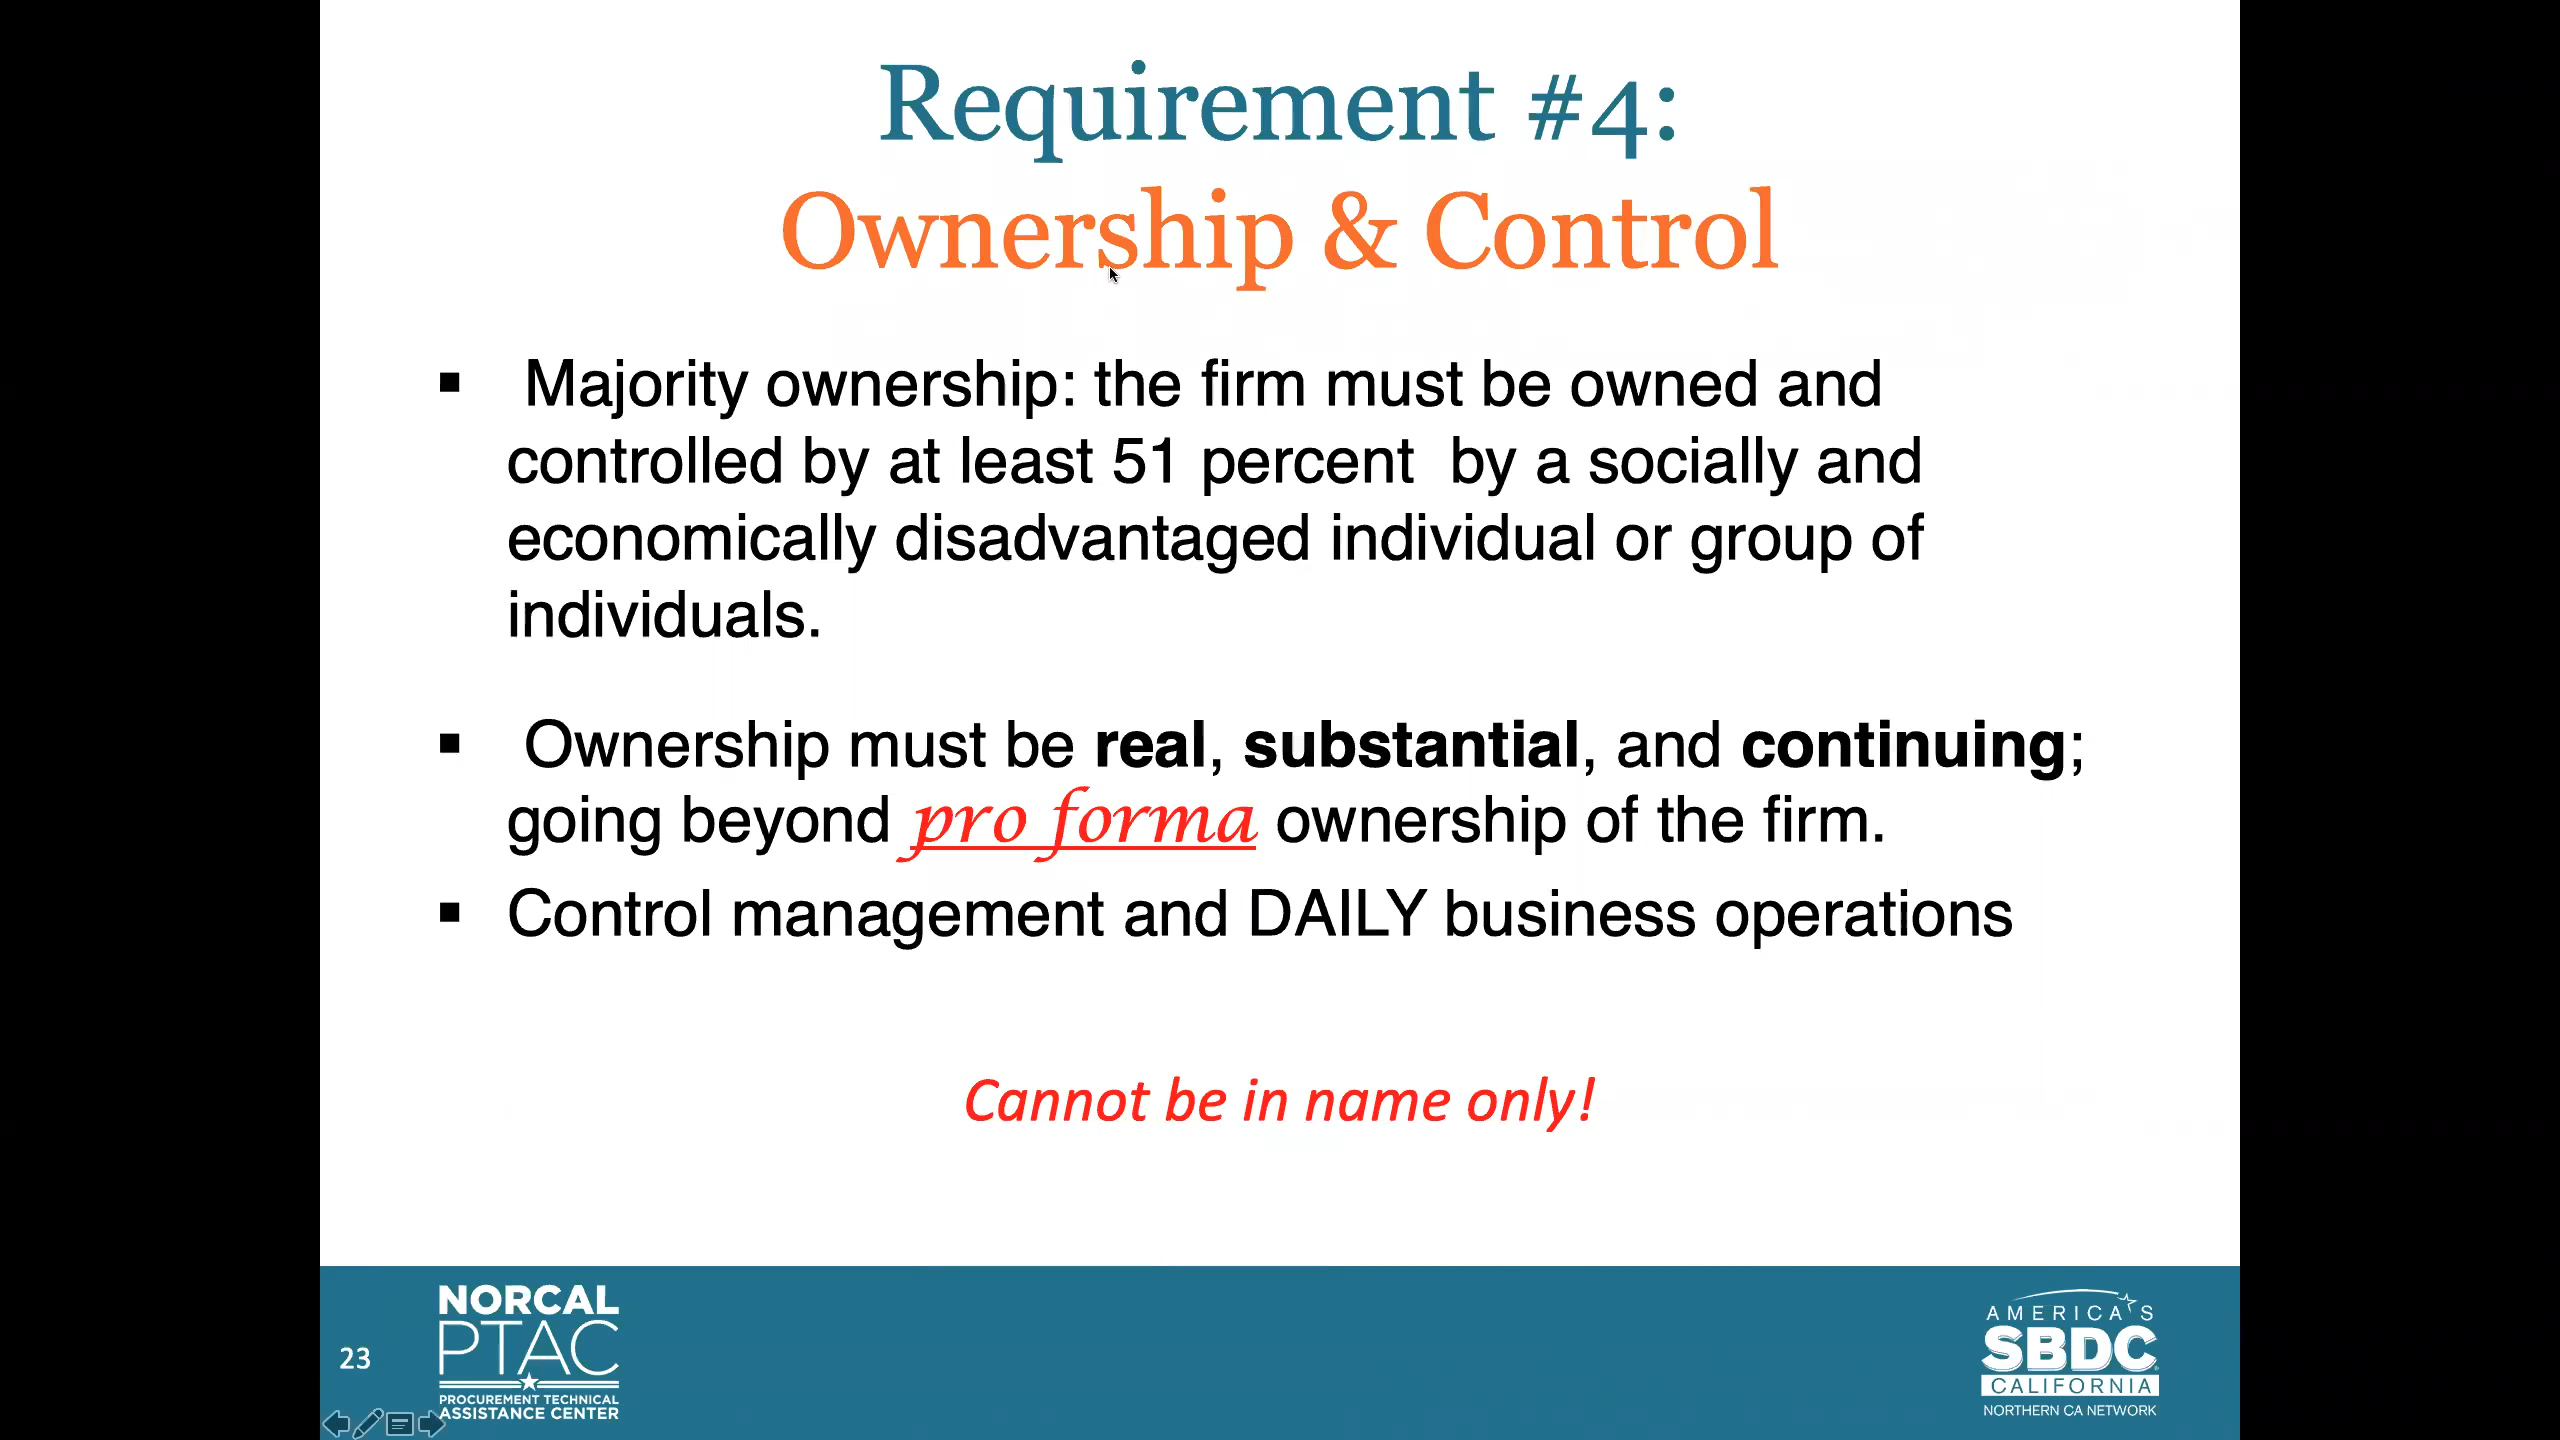 Requirement #4:
Ownership & Control
▪ Majority ownership: the firm must be owned and
controlled by at least 51 percent by a socially and
economically disadvantaged individual or group of
individuals.
▪ Ownership must be real, substantial, and continuing;
going beyond pro forma ownership of the firm.
▪ Control management and DAILY business operations
Cannot be in name only!
23
NORCAL
PTAC
PROCUREMENT TECHNICAL
ASSISTANCE CENTER
AMERICA'S
SBDC
CALIFORNIA
NORTHERN CA NETWORK